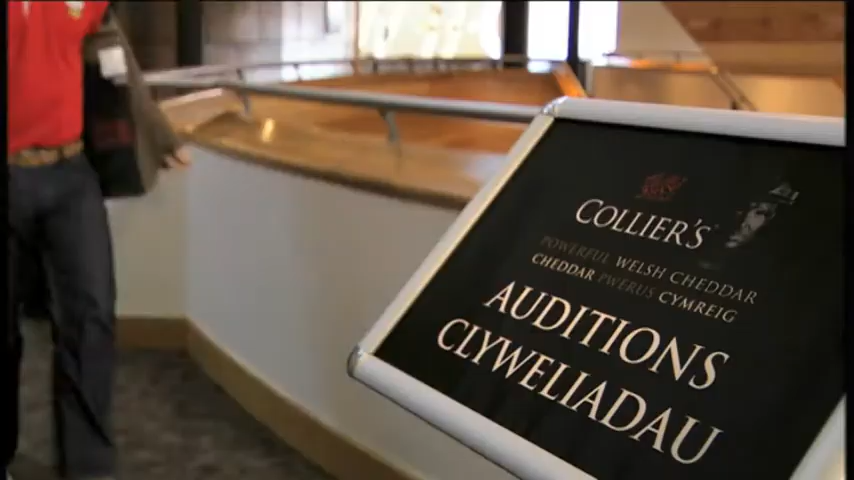 COLLIER'S
POWERFUL WELSH CHEDDAR
CHEDDAR PWERUS CYMREIG
AUDITIONS
CLYWELIADAU